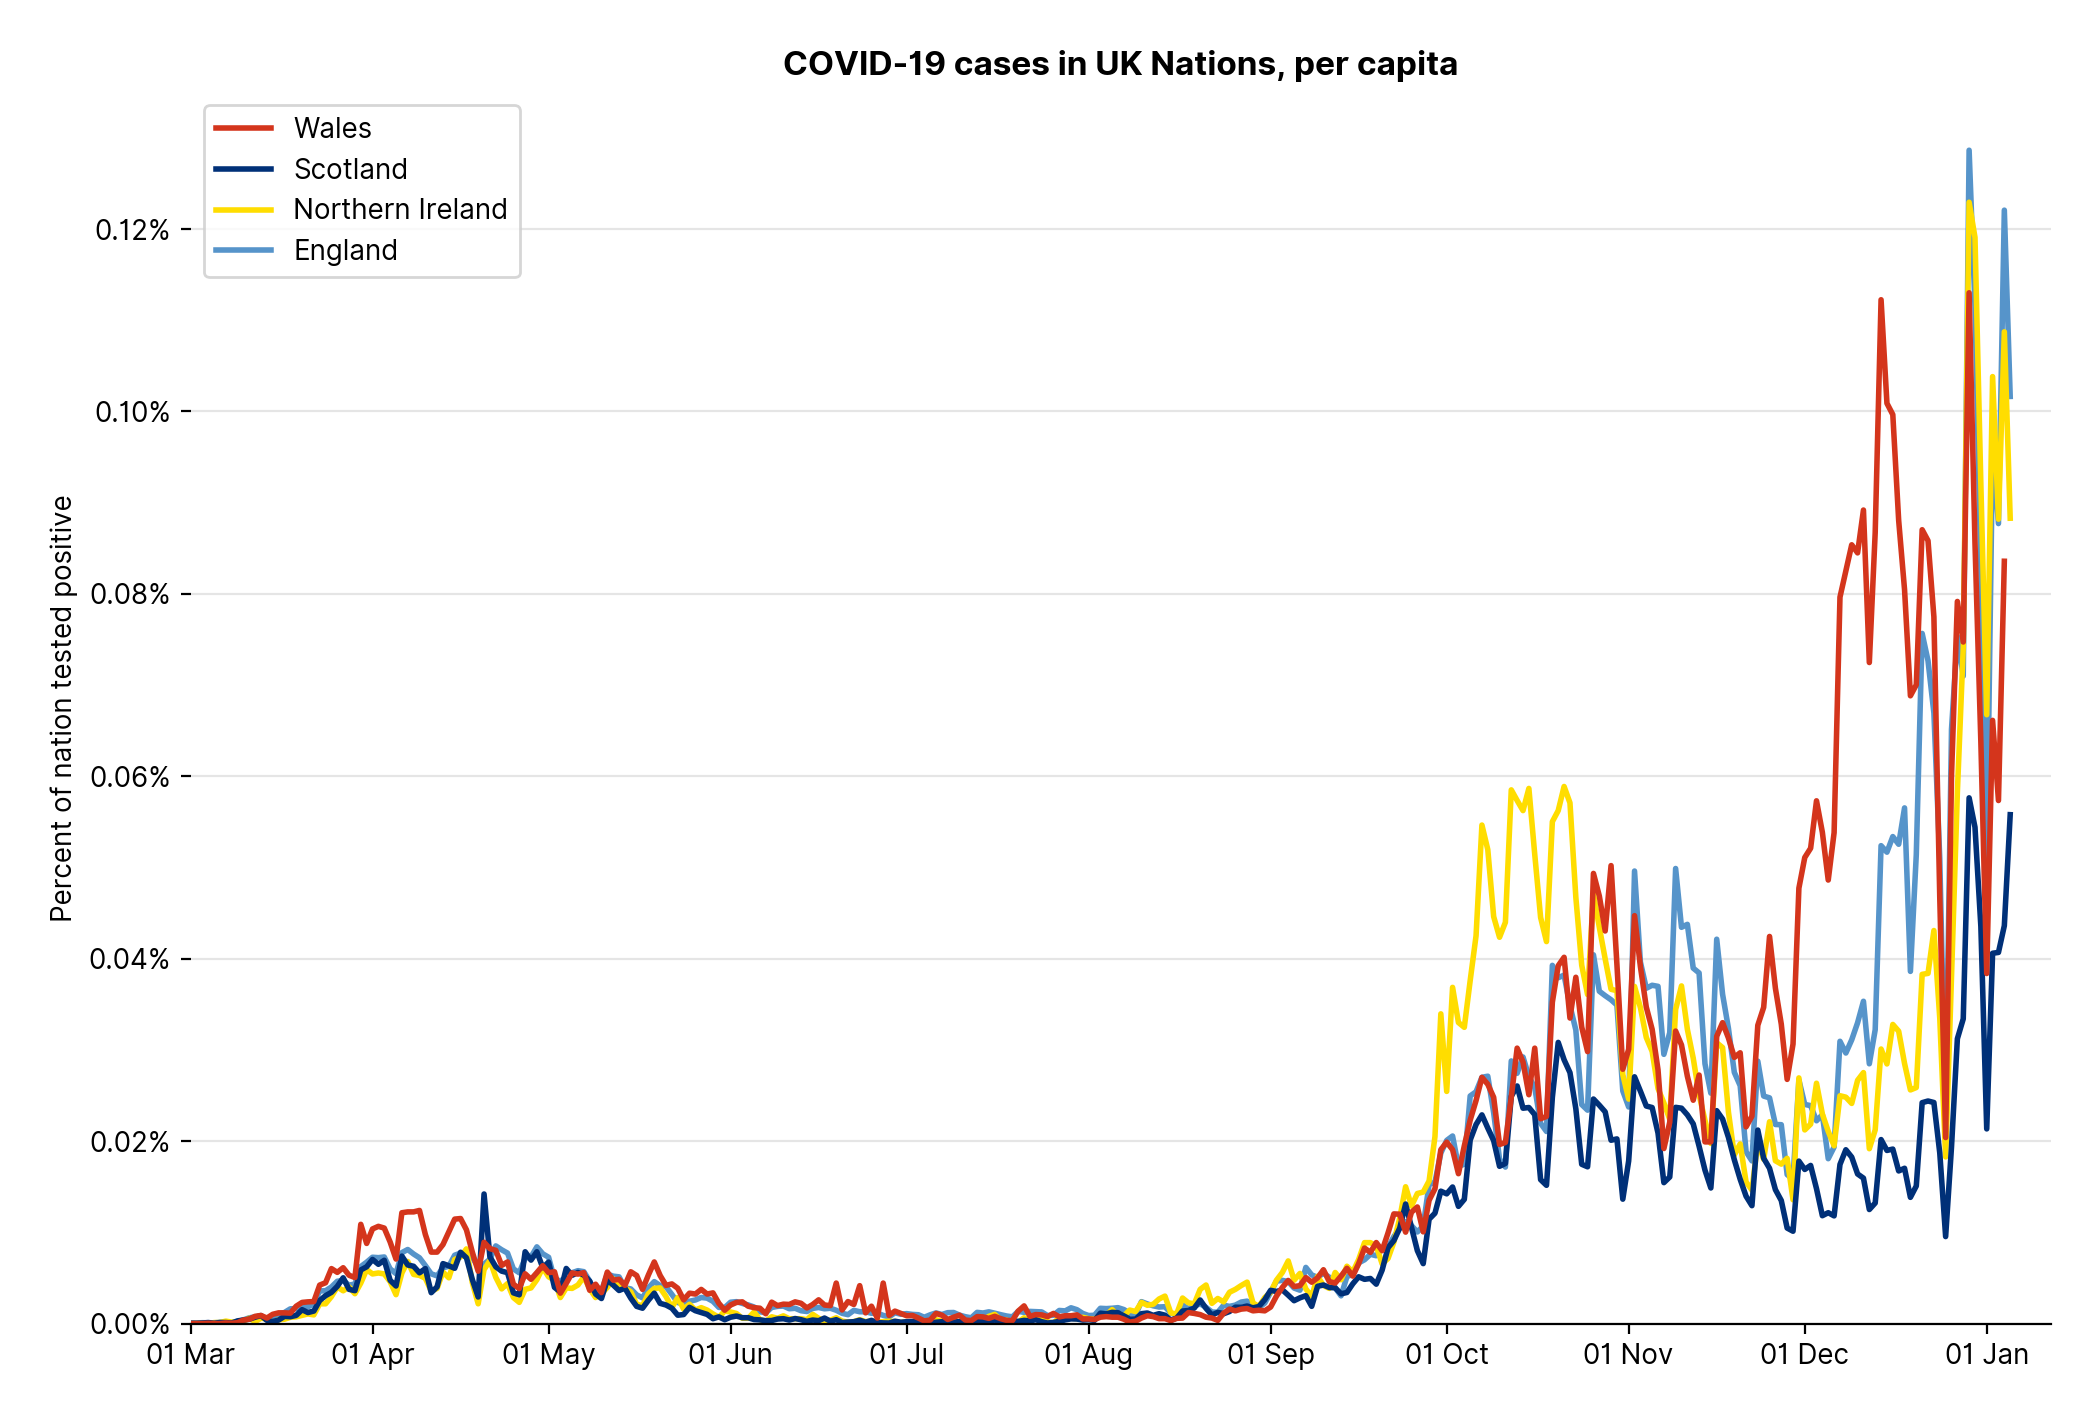 COVID-19 cases in UK Nations, per capita
Wales
Scotland
Northern Ireland
England
Percent of nation tested positive
0.12%
0.10%
0.08%
0.06%
0.04%
0.02%
0.00%
01 Mar
01 Apr
01 May
01 Jun
01 Jul
01 Aug
01 Sep
01 Oct
01 Nov
01 Dec
01 Jan